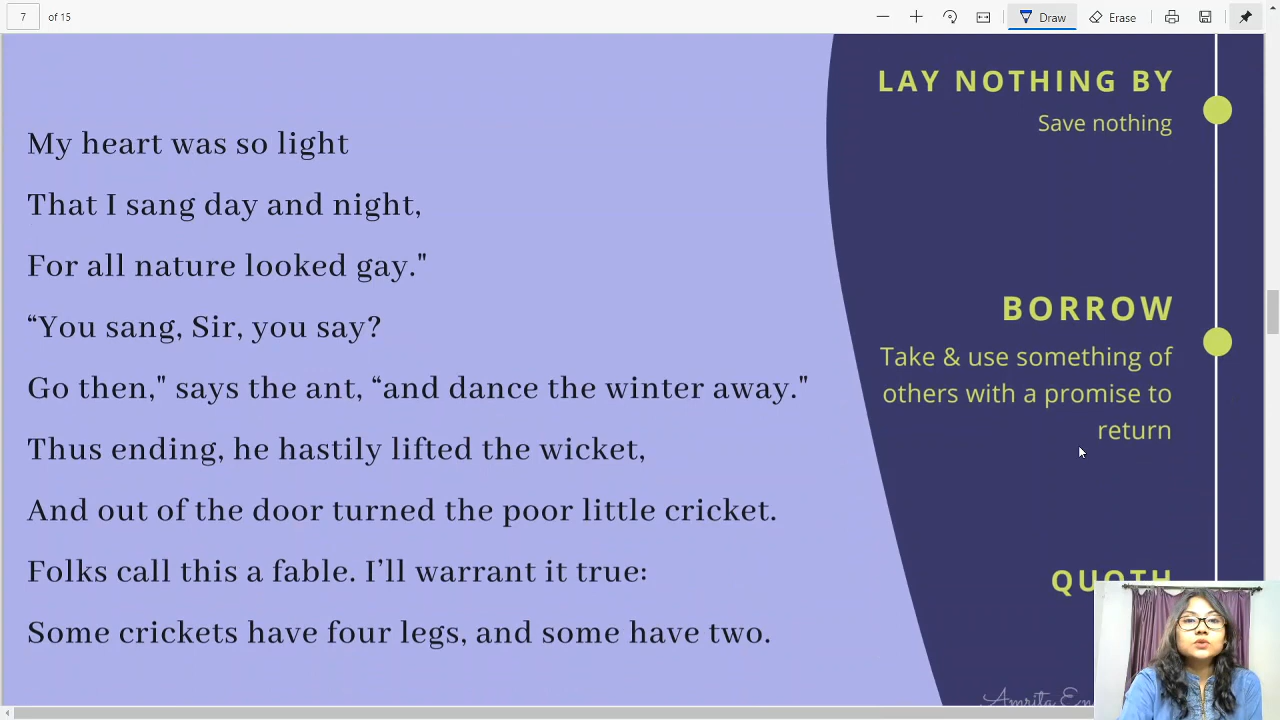 7 of 15
Draw
Erase
My heart was so light
That I sang day and night,
For all nature looked gay."
“You sang, Sir, you say?
Go then," says the ant, “and dance the winter away."
Thus ending, he hastily lifted the wicket,
And out of the door turned the poor little cricket.
Folks call this a fable. I’ll warrant it true:
Some crickets have four legs, and some have two.
LAY NOTHING BY
Save nothing
BORROW
Take & use something of
others with a promise to
return
QUOTH
Amrita